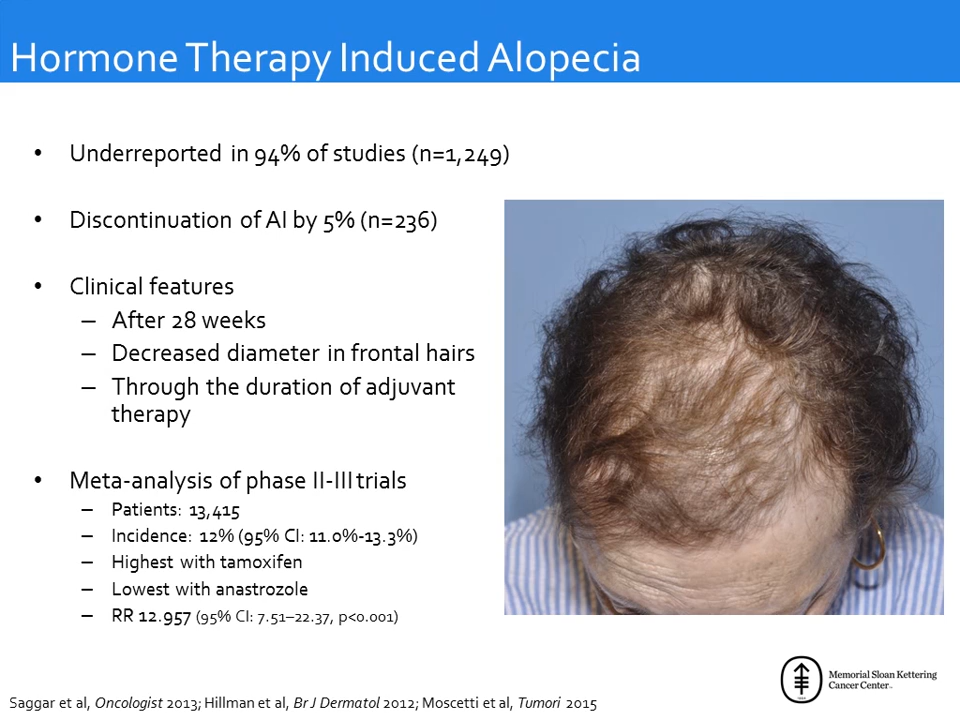 Hormone Therapy Induced Alopecia
• Underreported in 94% of studies (n=1,249)
• Discontinuation of AI by 5% (n=236)
• Clinical features
– After 28 weeks
– Decreased diameter in frontal hairs
– Through the duration of adjuvant
therapy
• Meta-analysis of phase II-III trials
– Patients: 13,415
– Incidence: 12% (95% CI: 11.0%-13.3%)
– Highest with tamoxifen
– Lowest with anastrozole
– RR 12.957 (95% CI: 7.51–22.37, p<0.001)
Memorial Sloan Kettering
Cancer Center
Saggar et al, Oncologist 2013; Hillman et al, Br J Dermatol 2012; Moscetti et al, Tumori 2015